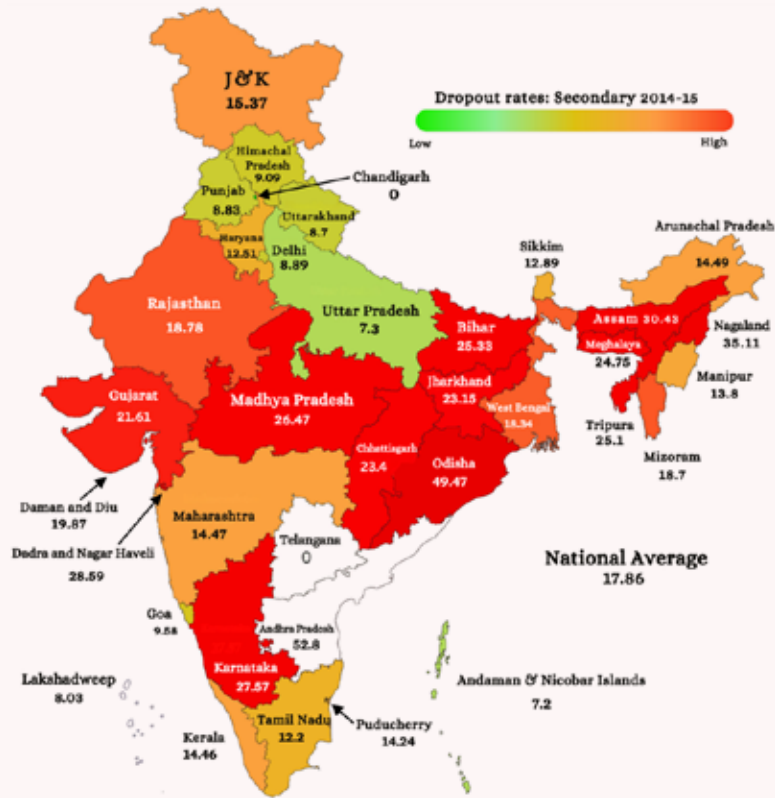 J&K
15.37
Dropout rates: Secondary 2014-15
Low
High
Himachal
Pradesh
9.09
Chandigarh
0
Punjab
8.83
Uttarakhand
8.7
Haryana
12.51
Delhi
8.89
Sikkim
12.89
Arunachal Pradesh
14.49
Rajasthan
18.78
Uttar Pradesh
7.3
Bihar
25.33
Assam 30.43
Nagaland
35.11
Meghalaya
24.75
Manipur
13.8
Gujarat
21.61
Madhya Pradesh
26.47
Jharkhand
23.15
West Bengal
18.34
Tripura
25.1
Mizoram
18.7
Chhattisgarh
23.4
Odisha
49.47
Daman and Diu
19.87
Maharashtra
14.47
Dadra and Nagar Haveli
28.59
Telangana
0
National Average
17.86
Goa
9.58
Andhra Pradesh
52.8
Karnataka
27.57
Lakshadweep
8.03
Andaman & Nicobar Islands
7.2
Tamil Nadu
12.2
Puducherry
14.24
Kerala
14.46